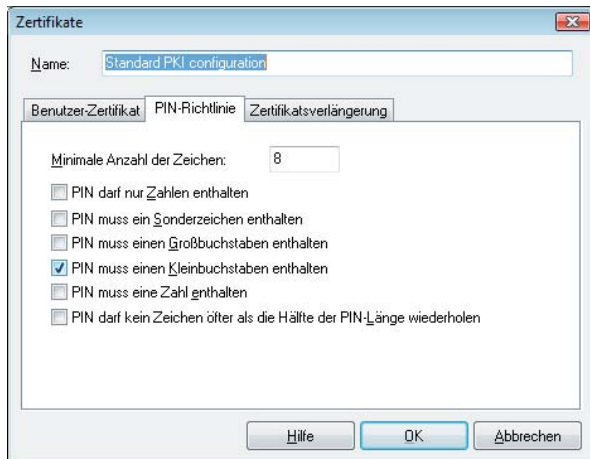 Zertifikate
Name: Standard PKI configuration
Benutzer-Zertifikat PIN-Richtlinie Zertifikatsverlängerung
Minimale Anzahl der Zeichen: 8
PIN darf nur Zahlen enthalten
PIN muss ein Sonderzeichen enthalten
PIN muss einen Großbuchstaben enthalten
PIN muss einen Kleinbuchstaben enthalten
PIN muss eine Zahl enthalten
PIN darf kein Zeichen öfter als die Hälfte der PIN-Länge wiederholen
Hilfe OK Abbrechen